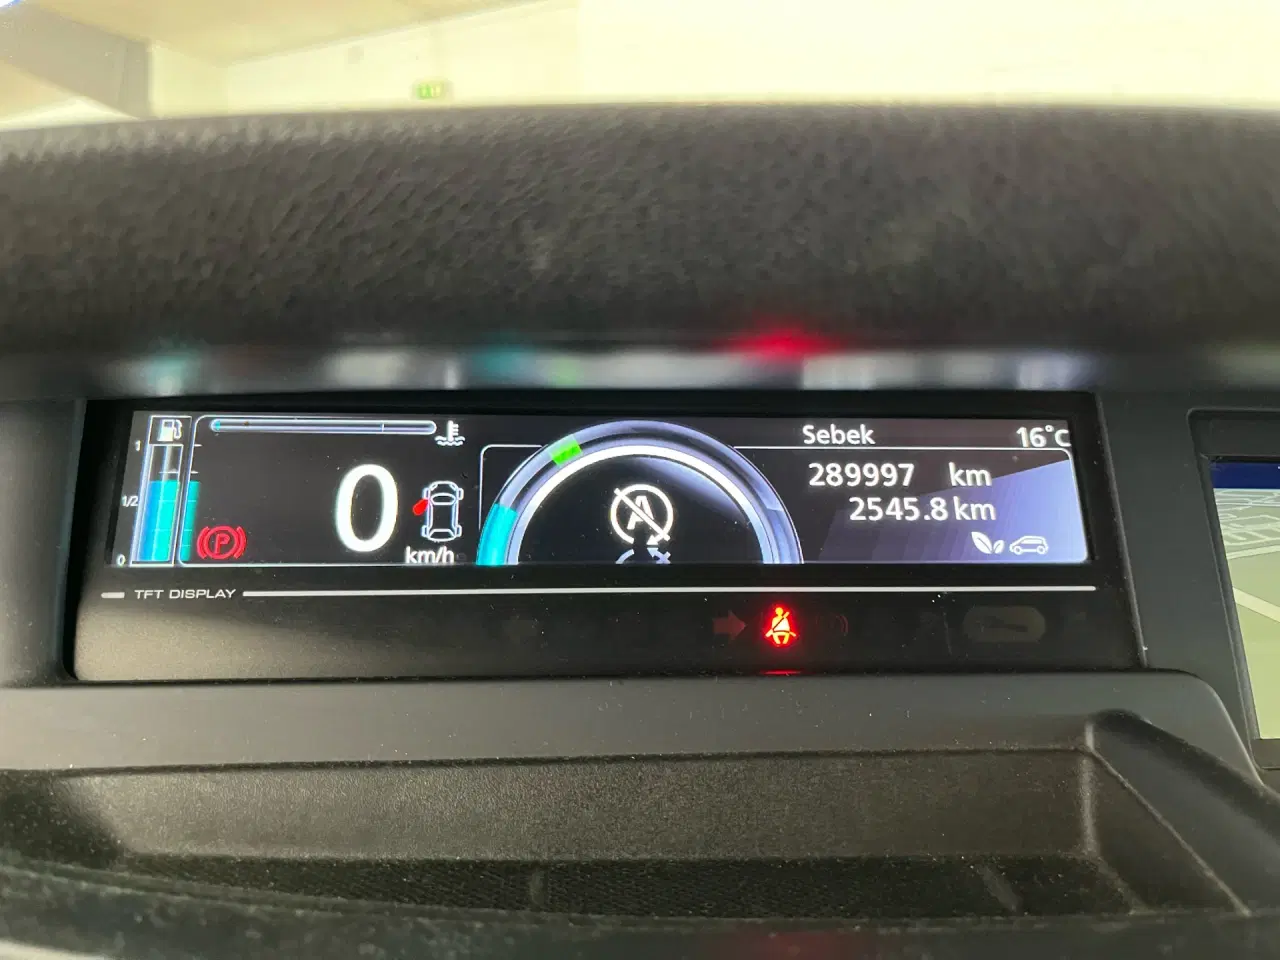 1
1/2
0
0
km/h
P
A
Sebek
16°C
289997 km
2545.8 km
TFT DISPLAY